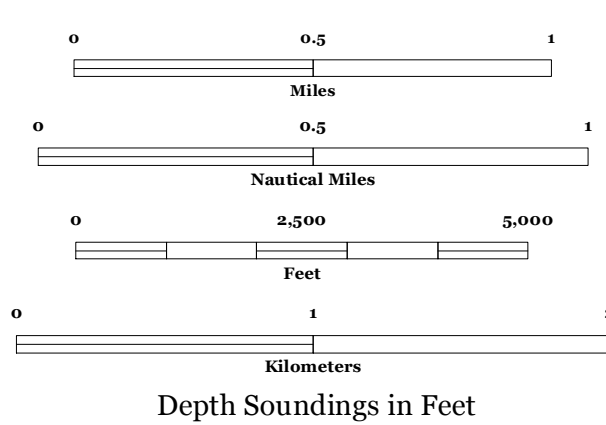 0 0.5 1
Miles
0 0.5 1
Nautical Miles
0 2,500 5,000
Feet
0 1
Kilometers
Depth Soundings in Feet